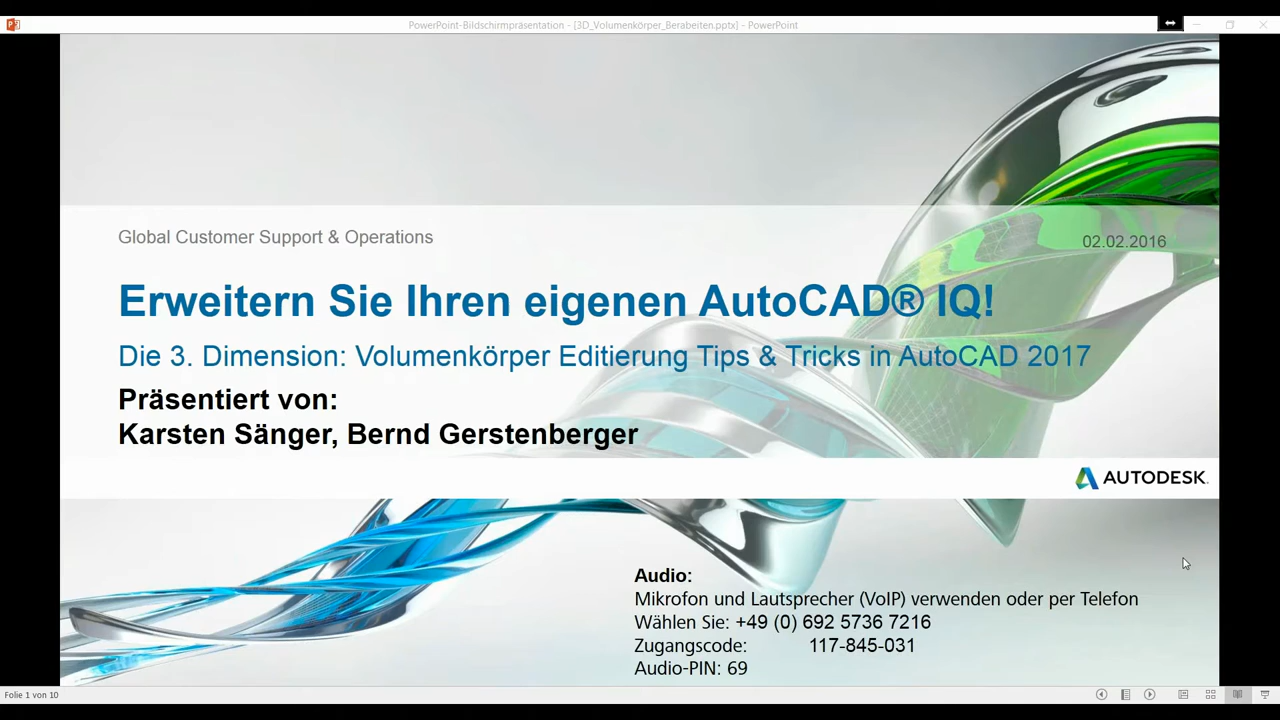 PowerPoint-Bildschirmpräsentation - [3D_Volumenkörper_Berabeiten.pptx] - PowerPoint
Global Customer Support & Operations
02.02.2016
Erweitern Sie Ihren eigenen AutoCAD® IQ!
Die 3. Dimension: Volumenkörper Editierung Tips & Tricks in AutoCAD 2017
Präsentiert von:
Karsten Sänger, Bernd Gerstenberger
AUTODESK.
Audio:
Mikrofon und Lautsprecher (VoIP) verwenden oder per Telefon
Wählen Sie: +49 (0) 692 5736 7216
Zugangscode: 117-845-031
Audio-PIN: 69
Folie 1 von 10